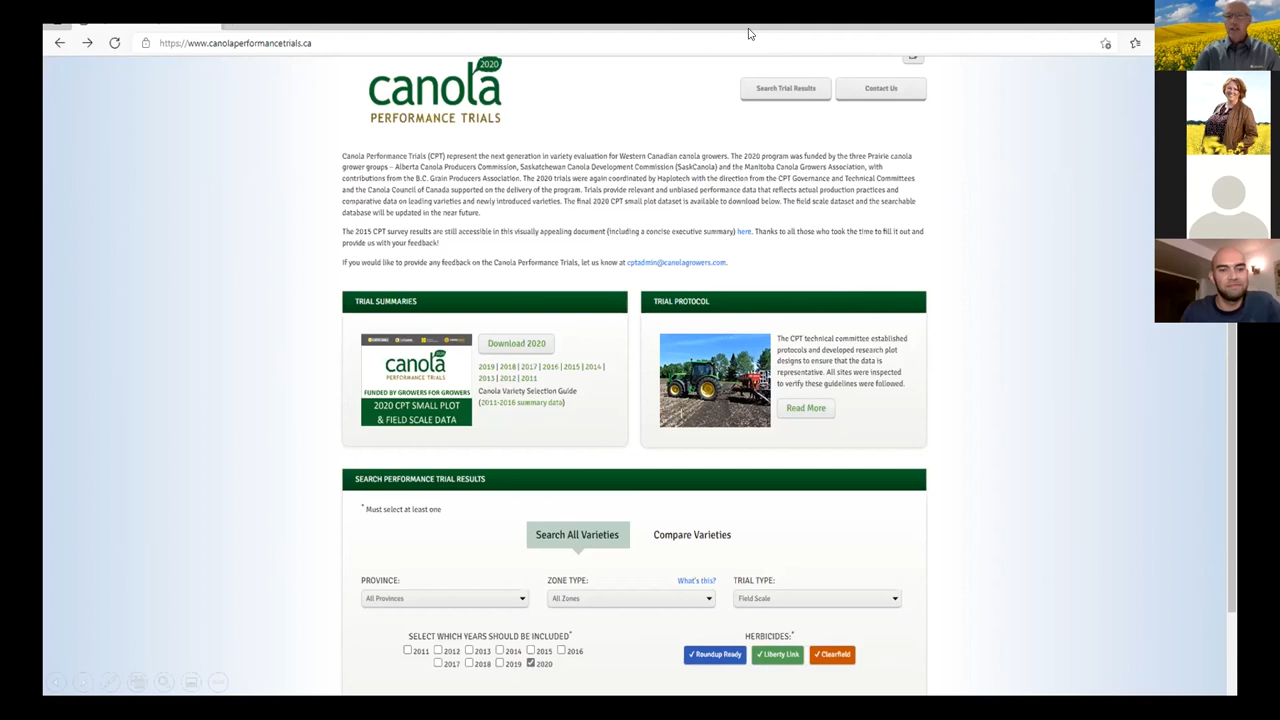 https://www.canolaperformancetrials.ca
2020
canola
PERFORMANCE TRIALS
Search Trial Results
Contact Us
Canola Performance Trials (CPT) represent the next generation in variety evaluation for Western Canadian canola growers. The 2020 program was funded by the three Prairie canola
grower groups – Alberta Canola Producers Commission, Saskatchewan Canola Development Commission (SaskCanola) and the Manitoba Canola Growers Association, with
contributions from the B.C. Grain Producers Association. The 2020 trials were again coordinated by Haplotech with the direction from the CPT Governance and Technical Committees
and the Canola Council of Canada supported on the delivery of the program. Trials provide relevant and unbiased performance data that reflects actual production practices and
comparative data on leading varieties and newly introduced varieties. The final 2020 CPT small plot dataset is available to download below. The field scale dataset and the searchable
database will be updated in the near future.
The 2015 CPT survey results are still accessible in this visually appealing document (including a concise executive summary) here. Thanks to all those who took the time to fill it out and
provide us with your feedback!
If you would like to provide any feedback on the Canola Performance Trials, let us know at cptadmin@canolagrowers.com.
TRIAL SUMMARIES
canola
PERFORMANCE TRIALS
FUNDED BY GROWERS FOR GROWERS
2020 CPT SMALL PLOT
& FIELD SCALE DATA
Download 2020
2019 | 2018 | 2017 | 2016 | 2015 | 2014 |
2013 | 2012 | 2011
Canola Variety Selection Guide
(2011-2016 summary data)
TRIAL PROTOCOL
The CPT technical committee established
protocols and developed research plot
designs to ensure that the data is
representative. All sites were inspected
to verify these guidelines were followed.
Read More
SEARCH PERFORMANCE TRIAL RESULTS
* Must select at least one
Search All Varieties
Compare Varieties
PROVINCE:
All Provinces
ZONE TYPE:
What's this?
All Zones
TRIAL TYPE:
Field Scale
SELECT WHICH YEARS SHOULD BE INCLUDED*
2011 2012 2013 2014 2015 2016
2017 2018 2019 2020
HERBICIDES:*
✓ Roundup Ready
✓ Liberty Link
✓ Clearfield